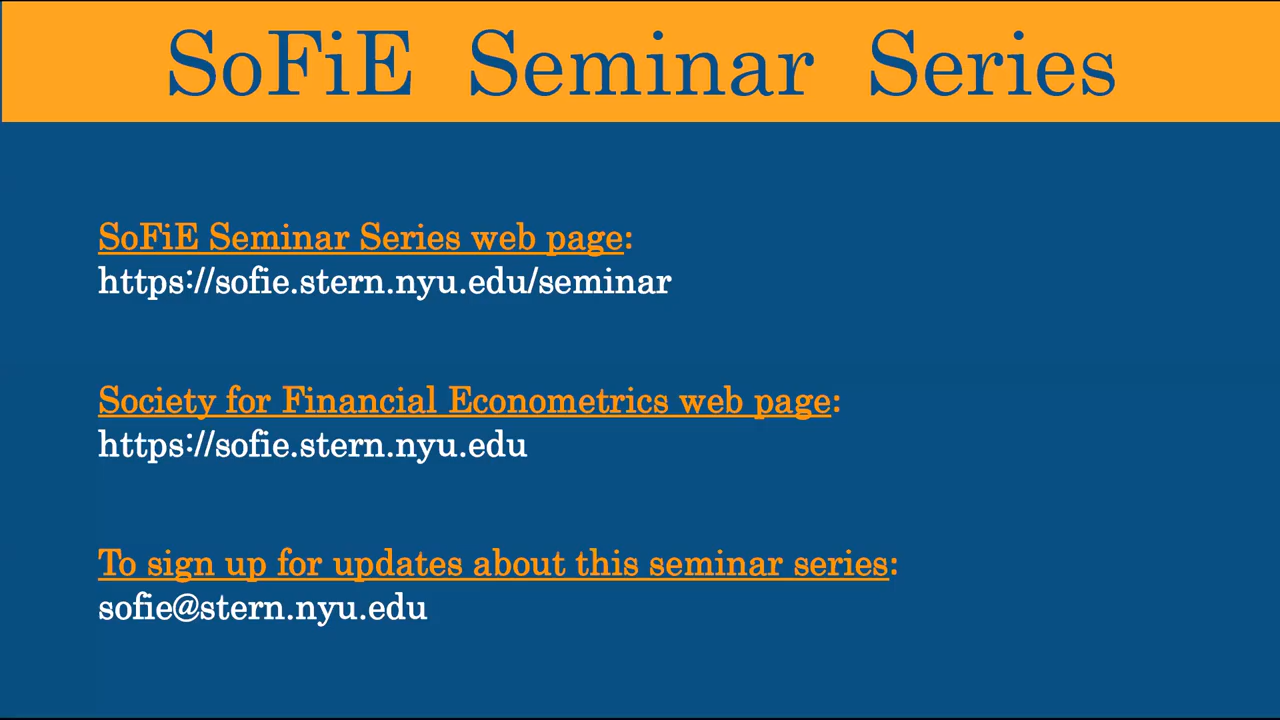 SoFiE Seminar Series
SoFiE Seminar Series web page:
https://sofie.stern.nyu.edu/seminar
Society for Financial Econometrics web page:
https://sofie.stern.nyu.edu
To sign up for updates about this seminar series:
sofie@stern.nyu.edu